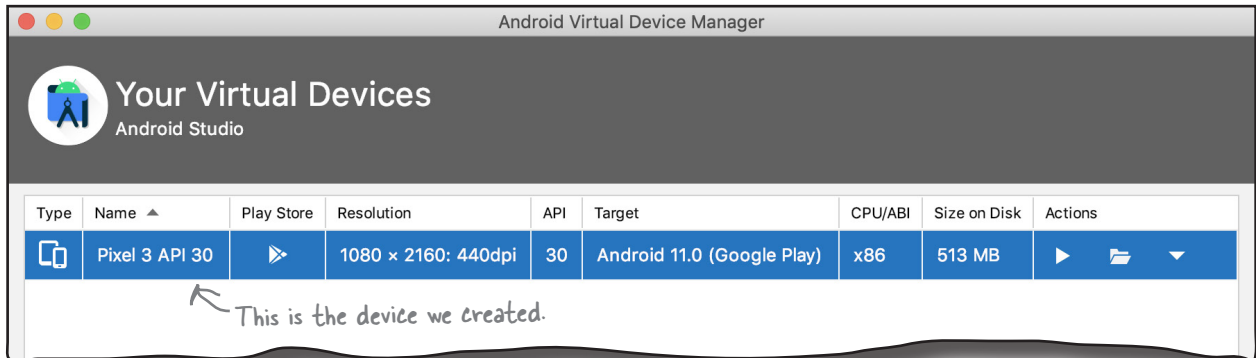 Android Virtual Device Manager
Your Virtual Devices
Android Studio
Type Name Play Store Resolution API Target CPU/ABI Size on Disk Actions
Pixel 3 API 30 1080 × 2160: 440dpi 30 Android 11.0 (Google Play) x86 513 MB
This is the device we created.